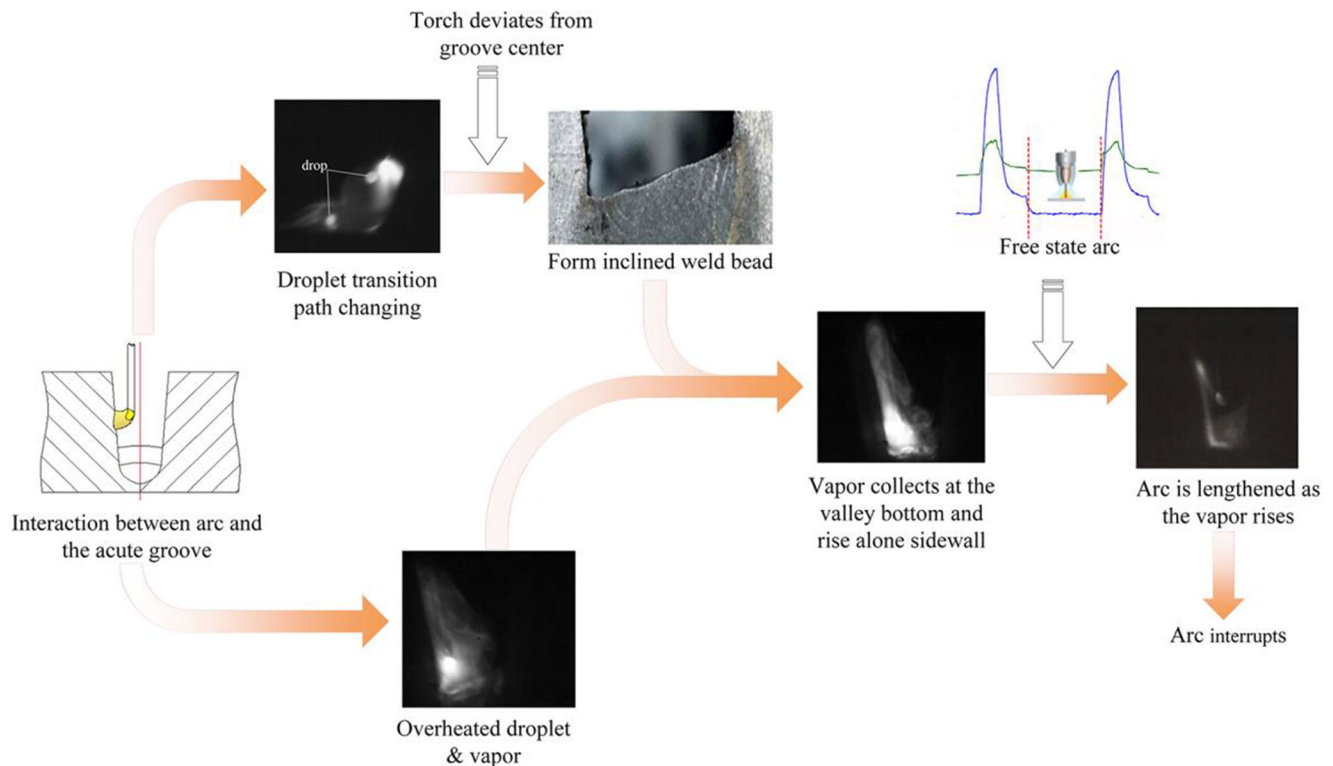 Torch deviates from
groove center
drop
Droplet transition
path changing
Form inclined weld bead
Free state arc
Interaction between arc and
the acute groove
Vapor collects at the
valley bottom and
rise alone sidewall
Arc is lengthened as
the vapor rises
Arc interrupts
Overheated droplet
& vapor